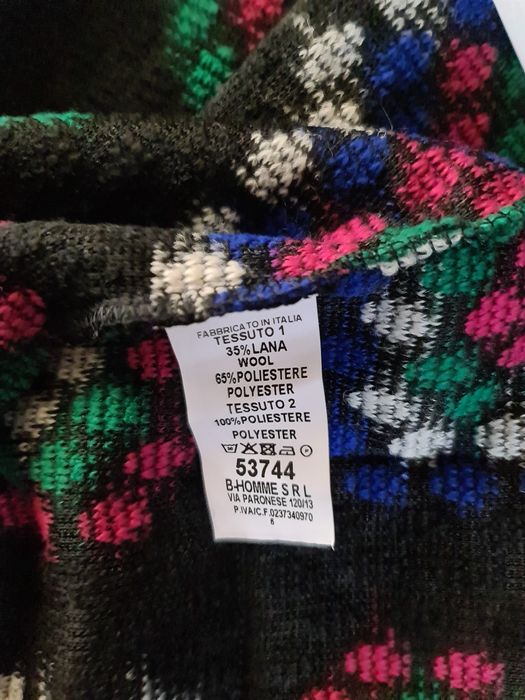 FABBRICATO IN ITALIA
TESSUTO 1
35%LANA
WOOL
65%POLIESTERE
POLYESTER
TESSUTO 2
100%POLIESTERE
POLYESTER
53744
B-HOMME S R L
VIA PARONESE 120/13
P.IVA/C.F.0237340970
6